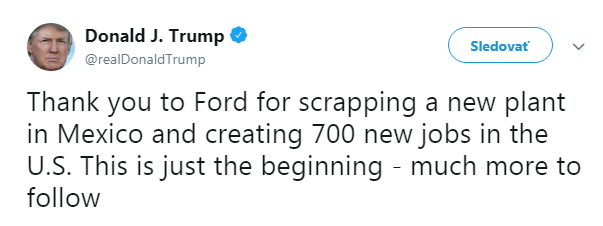 Donald J. Trump
@realDonaldTrump
Sledovať
Thank you to Ford for scrapping a new plant
in Mexico and creating 700 new jobs in the
U.S. This is just the beginning - much more to
follow